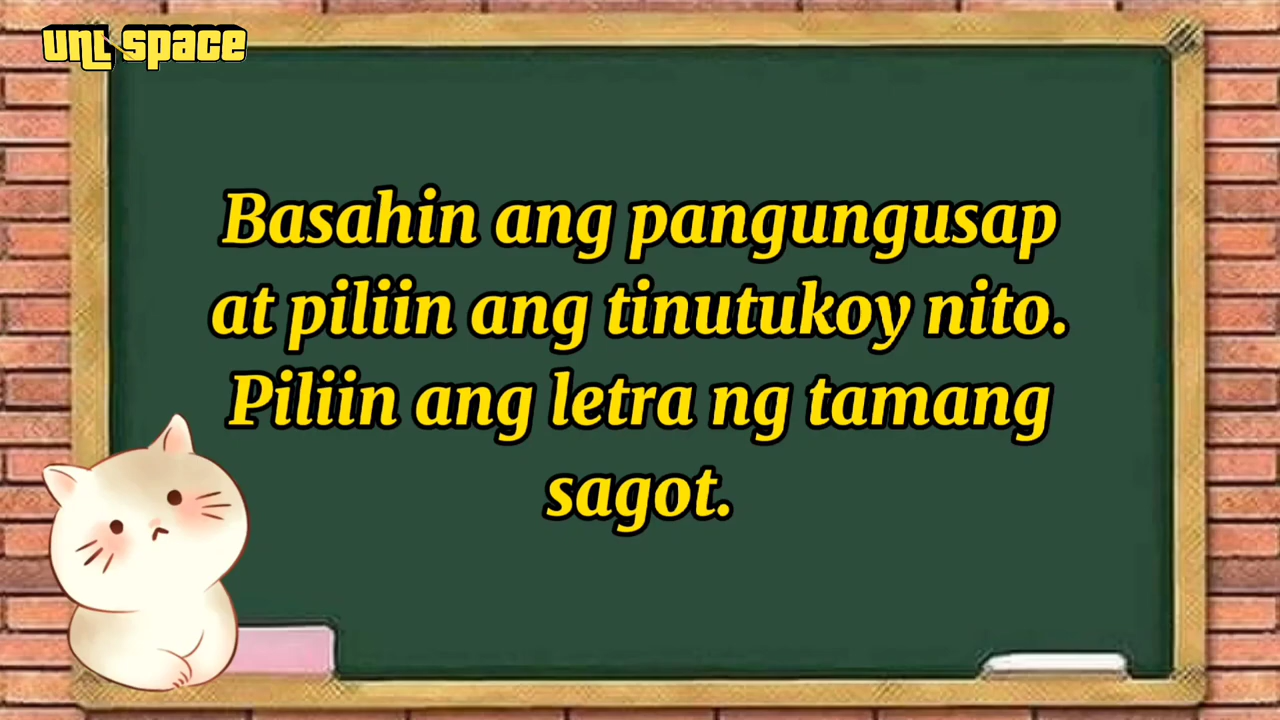 UNL SPACE
Basahin ang pangungusap
at piliin ang tinutukoy nito.
Piliin ang letra ng tamang
sagot.